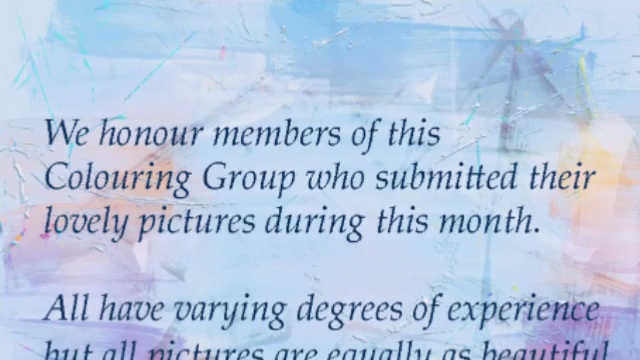 We honour members of this
Colouring Group who submitted their
lovely pictures during this month.
All have varying degrees of experience
but all pictures are equally as beautiful